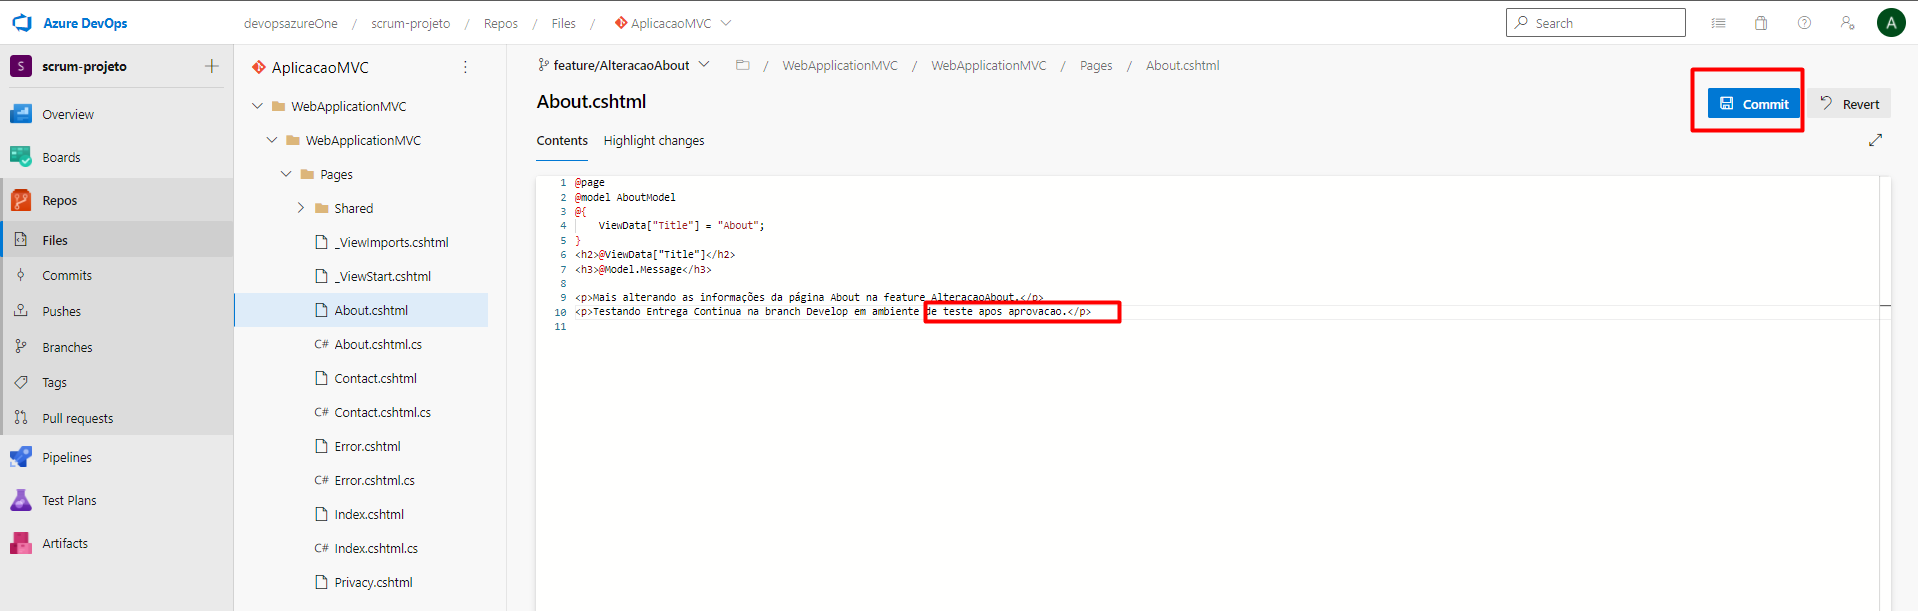 Azure DevOps
devopsazureOne / scrum-projeto / Repos / Files / AplicacaoMVC
Search
A
S scrum-projeto
Overview
Boards
Repos
Files
Commits
Pushes
Branches
Tags
Pull requests
Pipelines
Test Plans
Artifacts
AplicacaoMVC
WebApplicationMVC
WebApplicationMVC
Pages
Shared
_ViewImports.cshtml
_ViewStart.cshtml
About.cshtml
C# About.cshtml.cs
Contact.cshtml
C# Contact.cshtml.cs
Error.cshtml
C# Error.cshtml.cs
Index.cshtml
C# Index.cshtml.cs
Privacy.cshtml
feature/AlteracaoAbout / WebApplicationMVC / WebApplicationMVC / Pages / About.cshtml
About.cshtml
Commit
Revert
Contents Highlight changes
1 @page
2 @model AboutModel
3 @{
4 ViewData["Title"] = "About";
5 }
6 <h2>@ViewData["Title"]</h2>
7 <h3>@Model.Message</h3>
8
9 <p>Mais alterando as informações da página About na feature AlteracaoAbout.</p>
10 <p>Testando Entrega Continua na branch Develop em ambiente de teste apos aprovacao.</p>
11